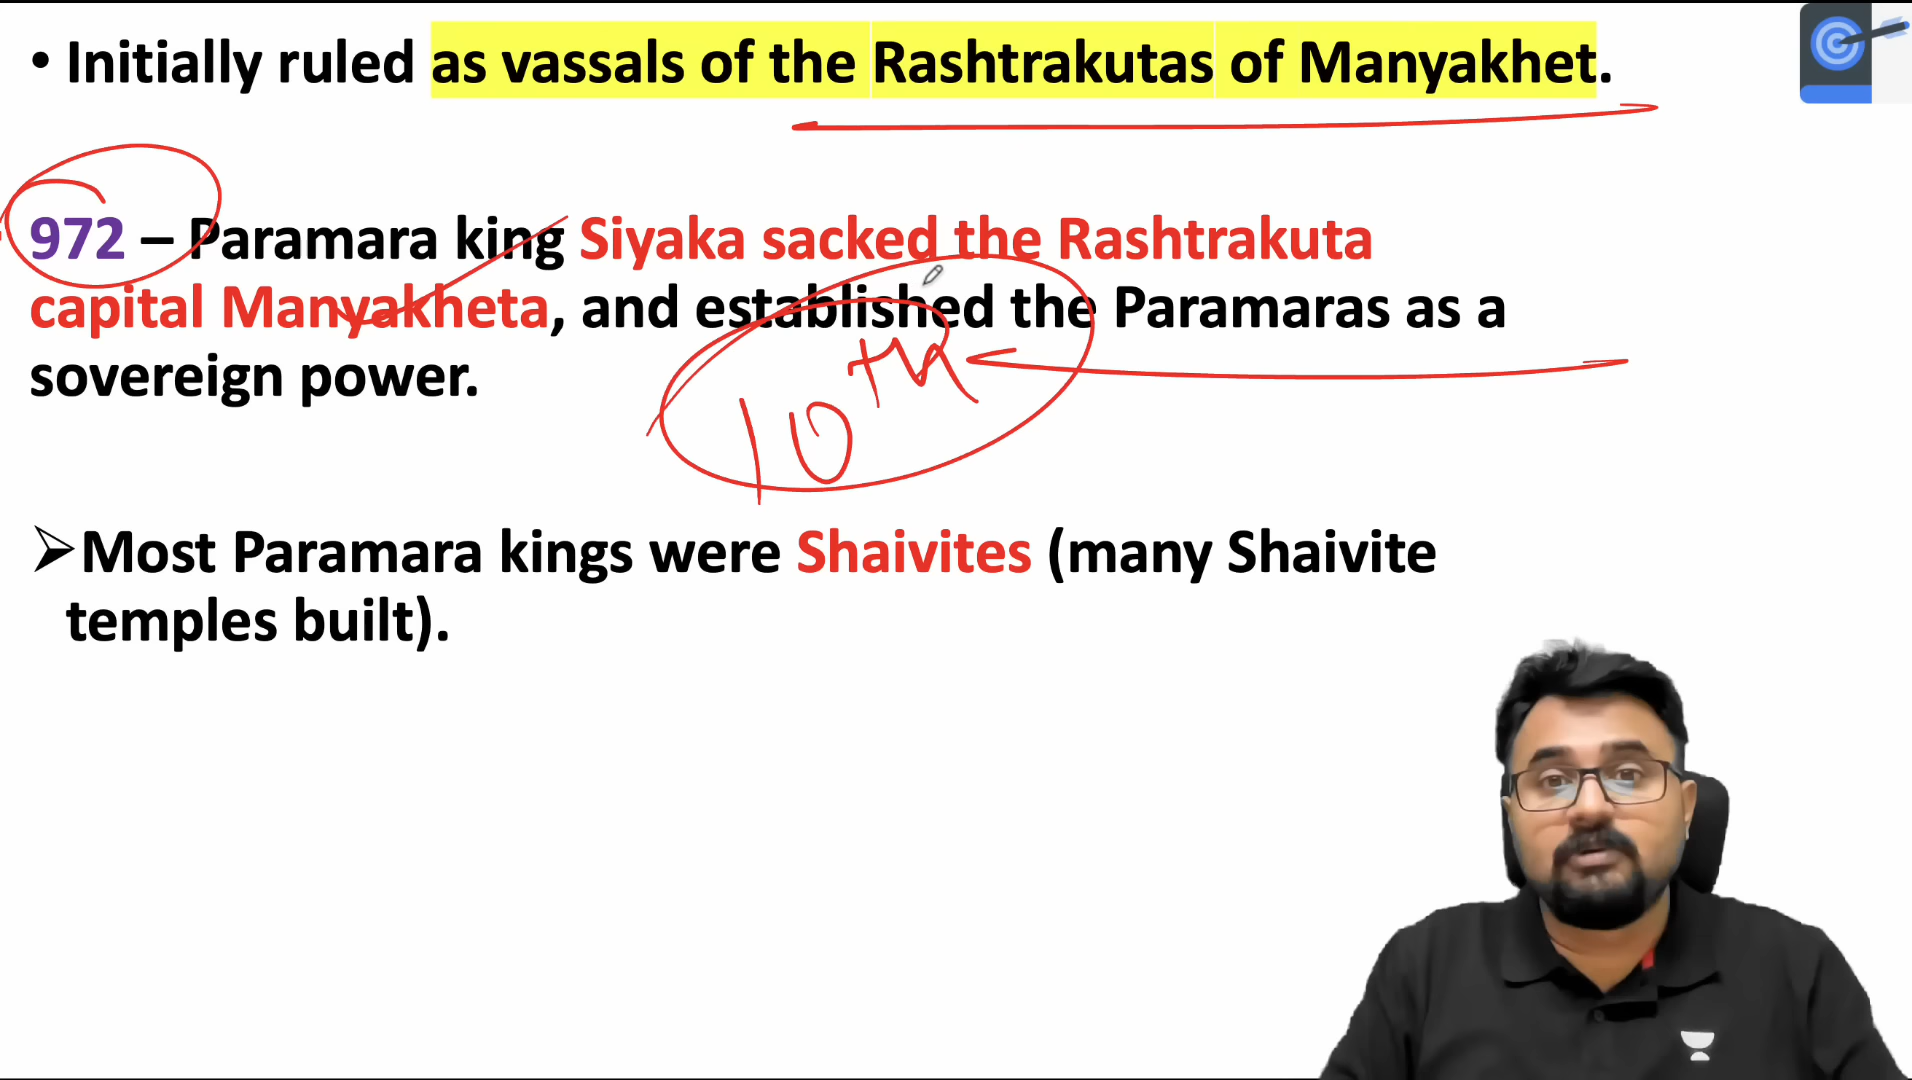 • Initially ruled as vassals of the Rashtrakutas of Manyakhet.
972 – Paramara king Siyaka sacked the Rashtrakuta
capital Manyakheta, and established the Paramaras as a
sovereign power.
10th
➢Most Paramara kings were Shaivites (many Shaivite
temples built).